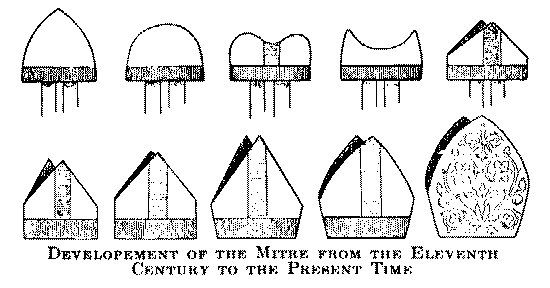 DEVELOPEMENT OF THE MITRE FROM THE ELEVENTH
CENTURY TO THE PRESENT TIME